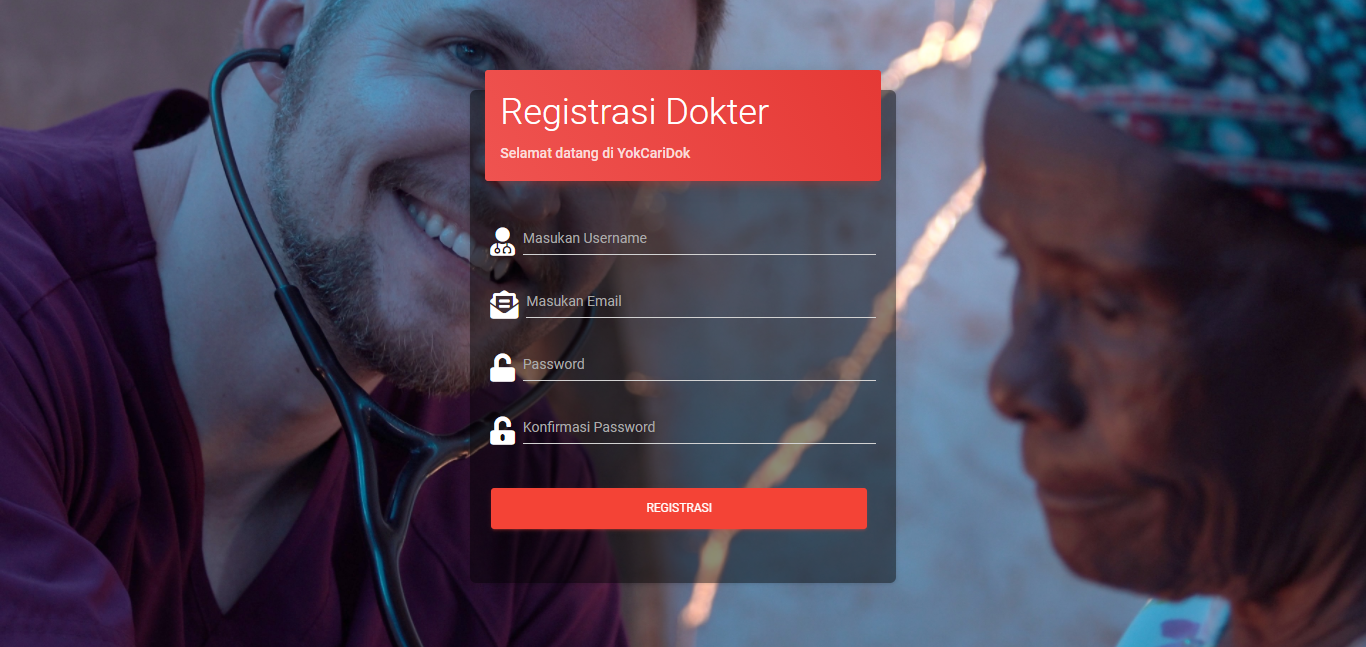 Registrasi Dokter
Selamat datang di YokCariDok
Masukan Username
Masukan Email
Password
Konfirmasi Password
REGISTRASI